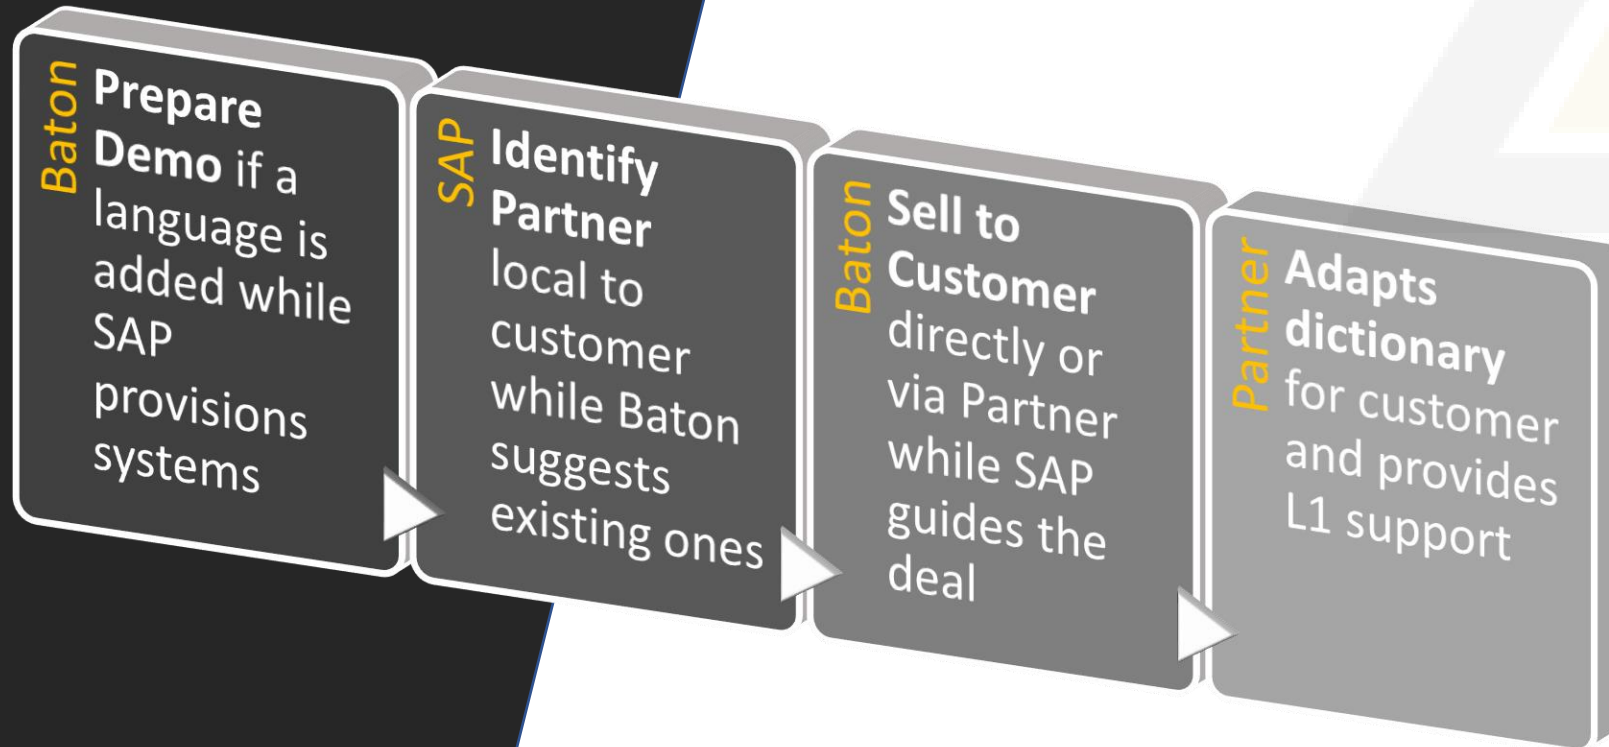 Baton
Prepare
Demo if a
language is
added while
SAP
provisions
systems
SAP
Identify
Partner
local to
customer
while Baton
suggests
existing ones
Baton
Sell to
Customer
directly or
via Partner
while SAP
guides the
deal
Partner
Adapts
dictionary
for customer
and provides
L1 support